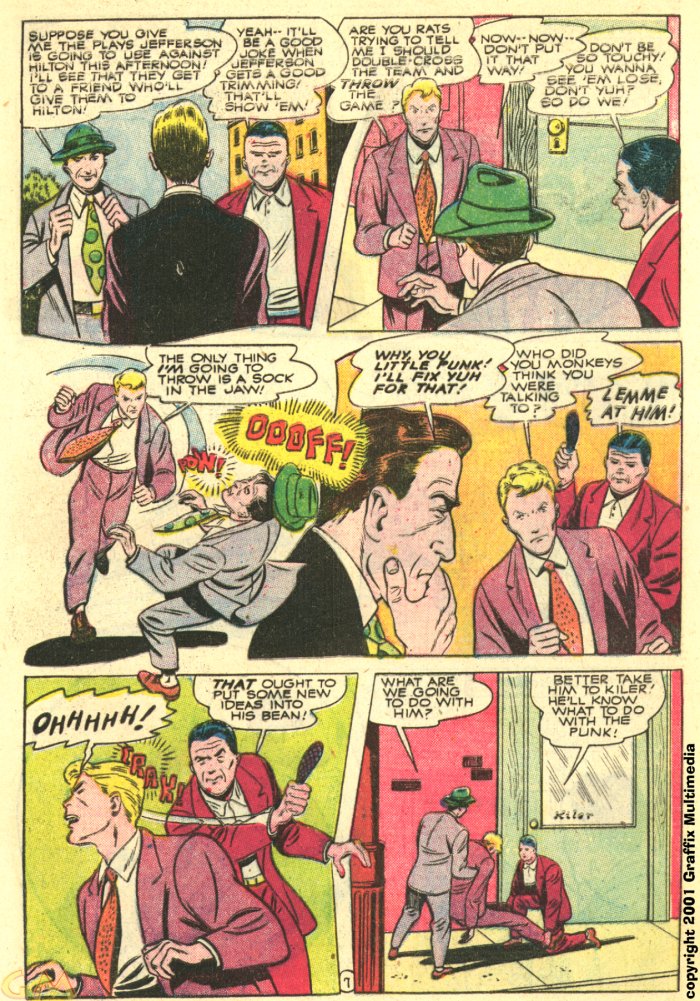 SUPPOSE YOU GIVE
ME THE PLAYS JEFFERSON
IS GOING TO USE AGAINST
HILTON THIS AFTERNOON!
I'LL SEE THAT THEY GET
TO A FRIEND WHO'LL
GIVE THEM TO
HILTON!
YEAH-- IT'LL
BE A GOOD
JOKE WHEN
JEFFERSON
GETS A GOOD
TRIMMING!
THAT'LL
SHOW 'EM!
ARE YOU RATS
TRYING TO TELL
ME I SHOULD
DOUBLE-CROSS
THE TEAM AND
THROW
THE
GAME?
NOW--NOW--
DON'T PUT
IT THAT
WAY!
DON'T BE
SO TOUCHY!
YOU WANNA
SEE 'EM LOSE,
DON'T YUH?
SO DO WE!
THE ONLY THING
I'M GOING TO
THROW IS A SOCK
IN THE JAW!
POW!
OOOFF!
WHY, YOU
LITTLE PUNK!
I'LL FIX YUH
FOR THAT!
WHO DID
YOU MONKEYS
THINK YOU
WERE
TALKING
TO?
LEMME
AT HIM!
OHHHHH!
KRAAK!
THAT OUGHT TO
PUT SOME NEW
IDEAS INTO
HIS BEAN!
WHAT ARE
WE GOING
TO DO WITH
HIM?
BETTER TAKE
HIM TO KILER!
HE'LL KNOW
WHAT TO DO
WITH THE
PUNK!
Kiler
7
copyright 2001 Graffix Multimedia